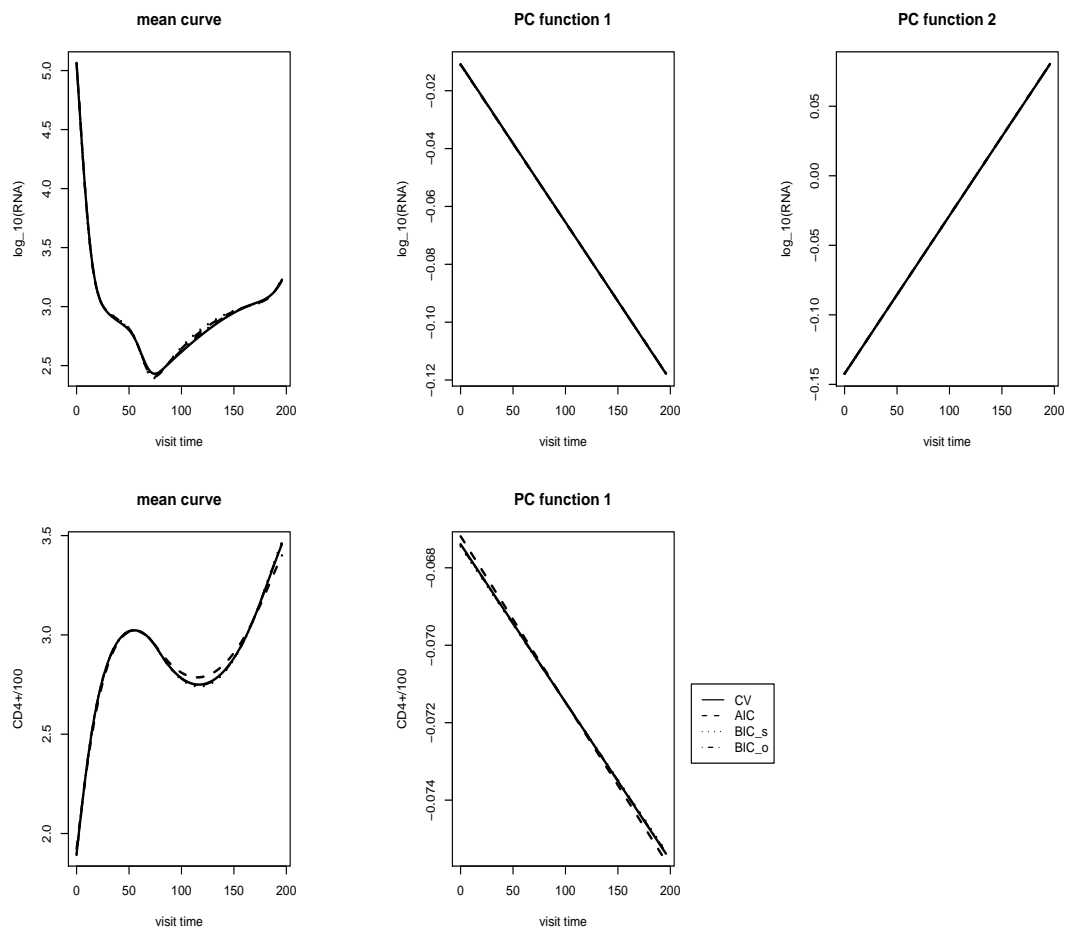 mean curve
log_10(RNA)
5.0
4.5
4.0
3.5
3.0
2.5
0 50 100 150 200
visit time
PC function 1
log_10(RNA)
−0.02
−0.04
−0.06
−0.08
−0.10
−0.12
0 50 100 150 200
visit time
PC function 2
log_10(RNA)
0.05
0.00
−0.05
−0.10
−0.15
0 50 100 150 200
visit time
mean curve
CD4+/100
3.5
3.0
2.5
2.0
0 50 100 150 200
visit time
PC function 1
CD4+/100
−0.068
−0.070
−0.072
−0.074
0 50 100 150 200
visit time
CV
AIC
BIC_s
BIC_o